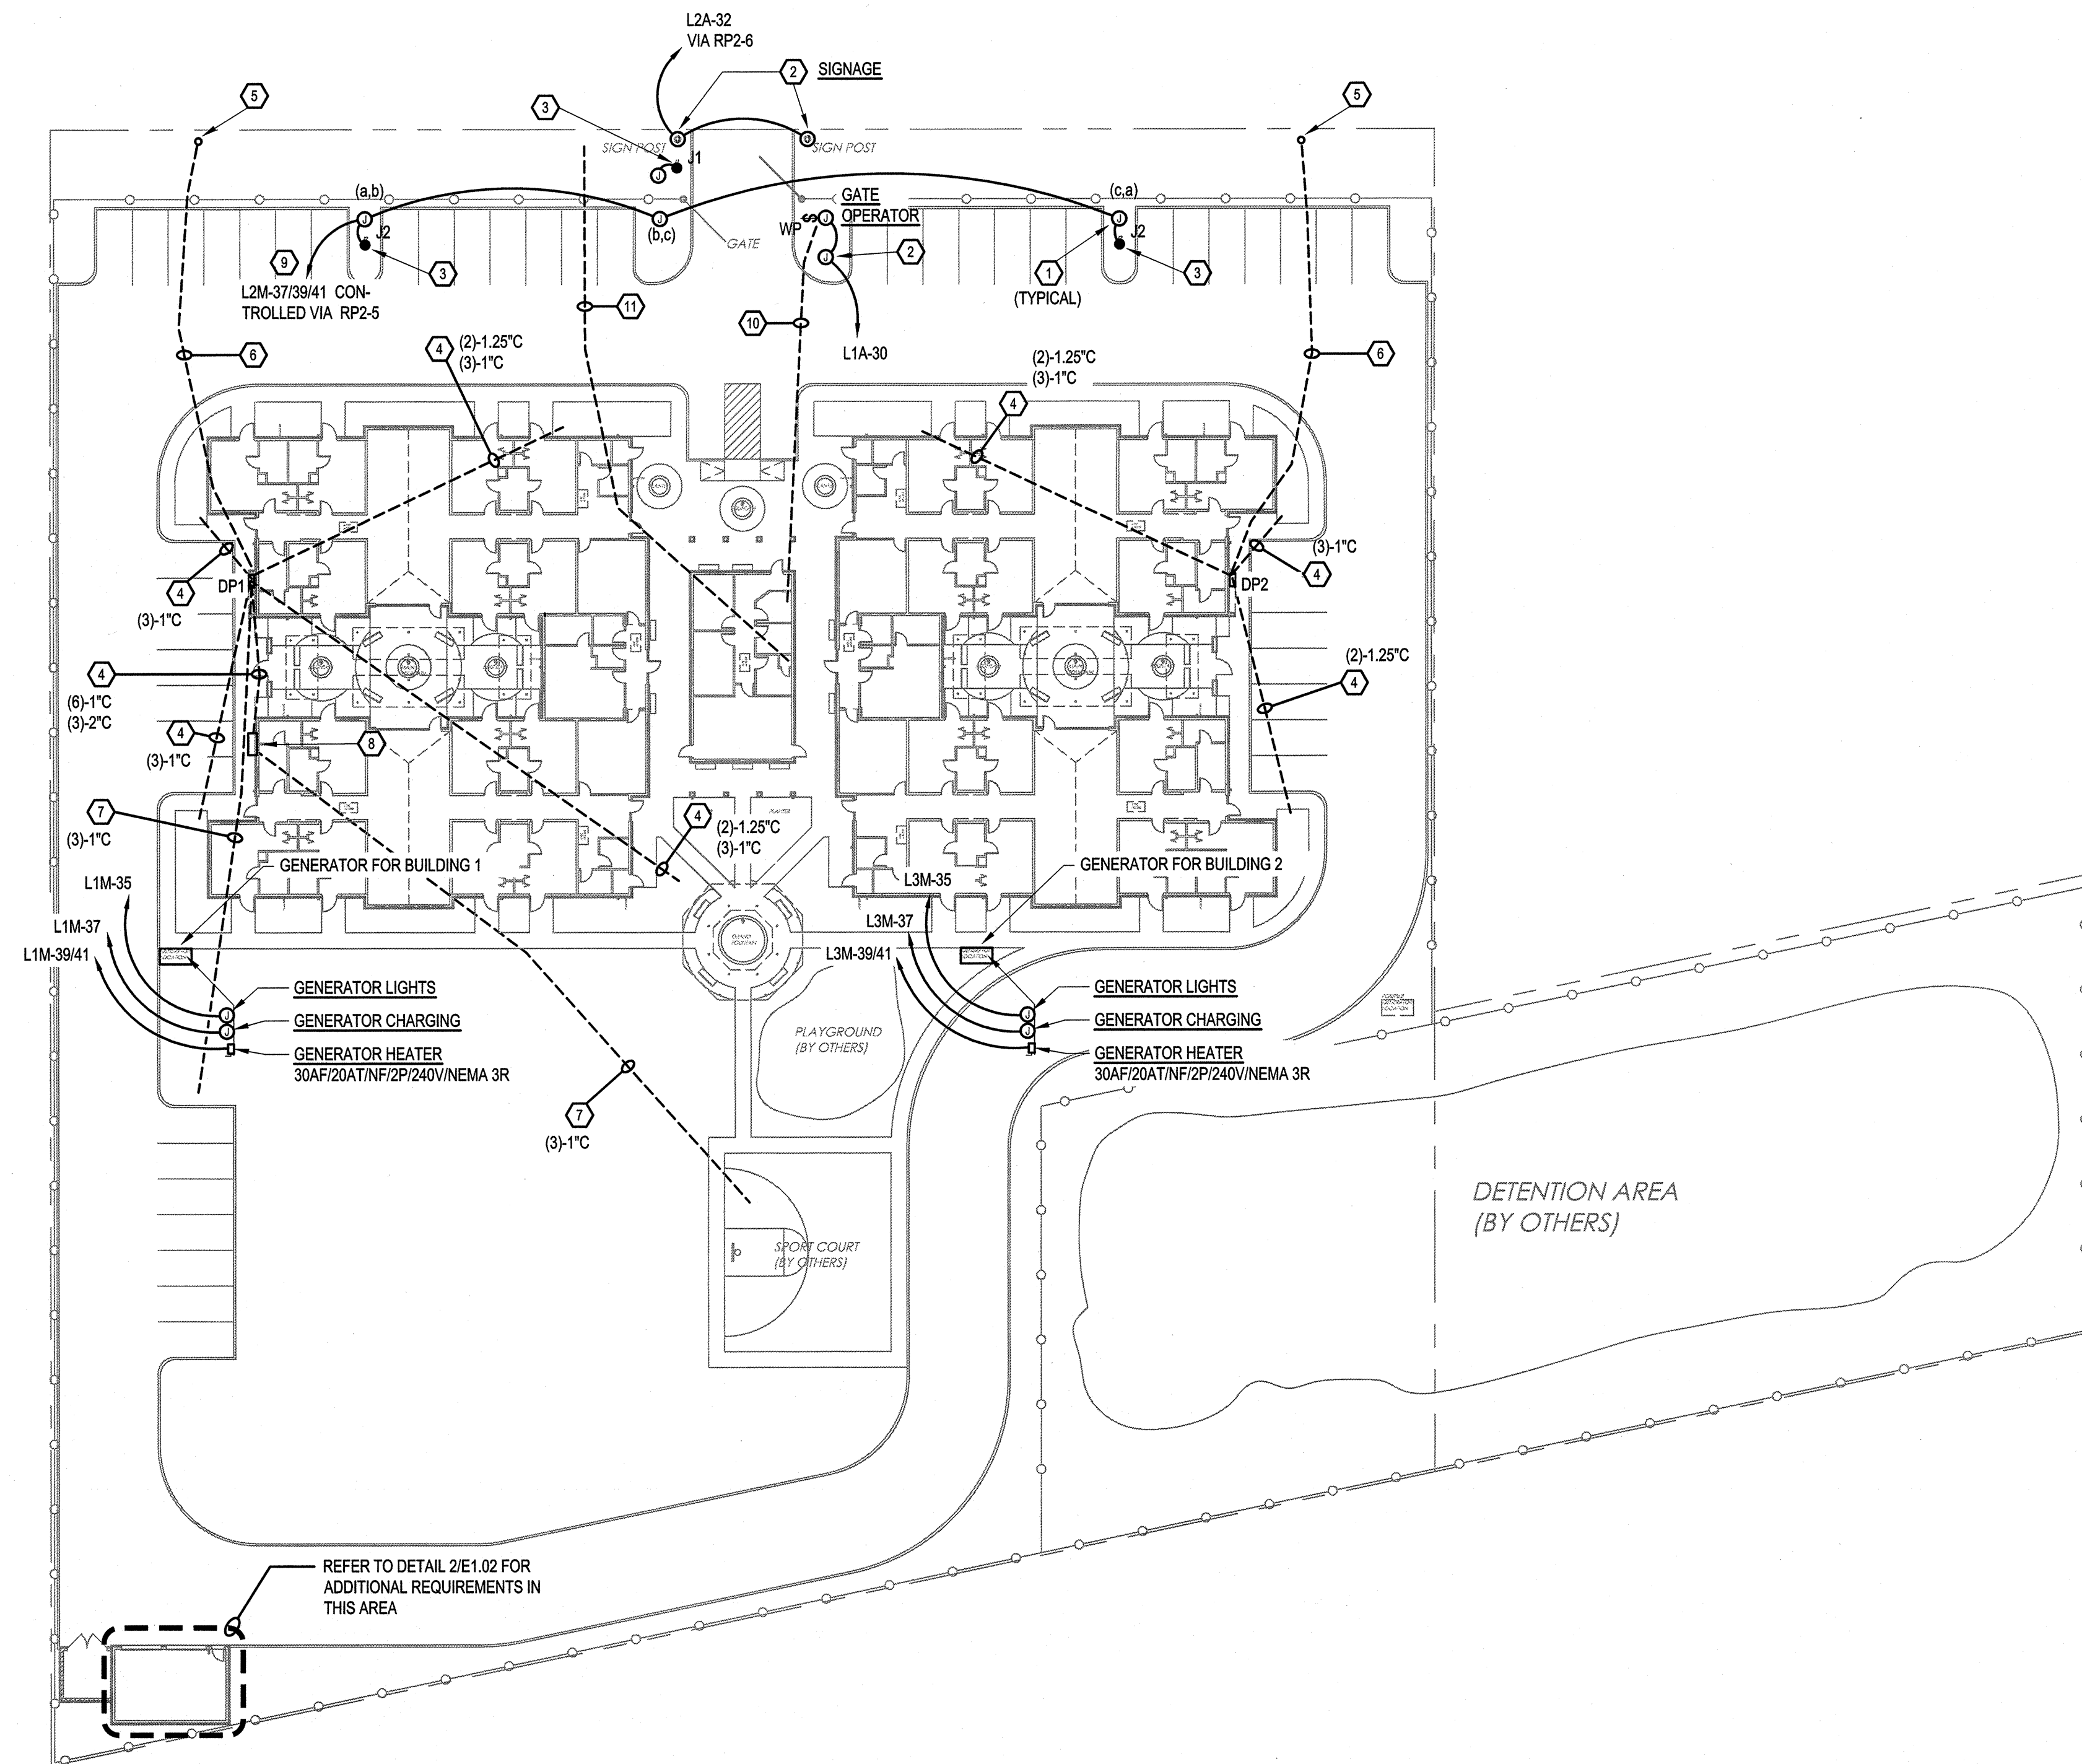 L2A-32
VIA RP2-6
2
SIGNAGE
5
3
5
SIGN POST
J1
SIGN POST
J
(a,b)
(c,a)
GATE
OPERATOR
J
J
J
J
J2
(b,c)
WP
S
J2
GATE
9
3
J
2
1
3
L2M-37/39/41 CON-
TROLLED VIA RP2-5
(TYPICAL)
11
10
L1A-30
6
4
(2)-1.25"C
(3)-1"C
(2)-1.25"C
(3)-1"C
6
4
(3)-1"C
4
DP1
4
DP2
(3)-1"C
4
(6)-1"C
(3)-2"C
(2)-1.25"C
4
4
8
(3)-1"C
7
(3)-1"C
4
(2)-1.25"C
(3)-1"C
PLANTER
GENERATOR FOR BUILDING 1
GENERATOR FOR BUILDING 2
L1M-35
L3M-35
L1M-37
L3M-37
L1M-39/41
L3M-39/41
GENERATOR LIGHTS
GENERATOR LIGHTS
J
J
GENERATOR CHARGING
GENERATOR CHARGING
J
J
PLAYGROUND
(BY OTHERS)
GENERATOR HEATER
30AF/20AT/NF/2P/240V/NEMA 3R
GENERATOR HEATER
30AF/20AT/NF/2P/240V/NEMA 3R
7
(3)-1"C
DETENTION AREA
(BY OTHERS)
SPORT COURT
(BY OTHERS)
REFER TO DETAIL 2/E1.02 FOR
ADDITIONAL REQUIREMENTS IN
THIS AREA